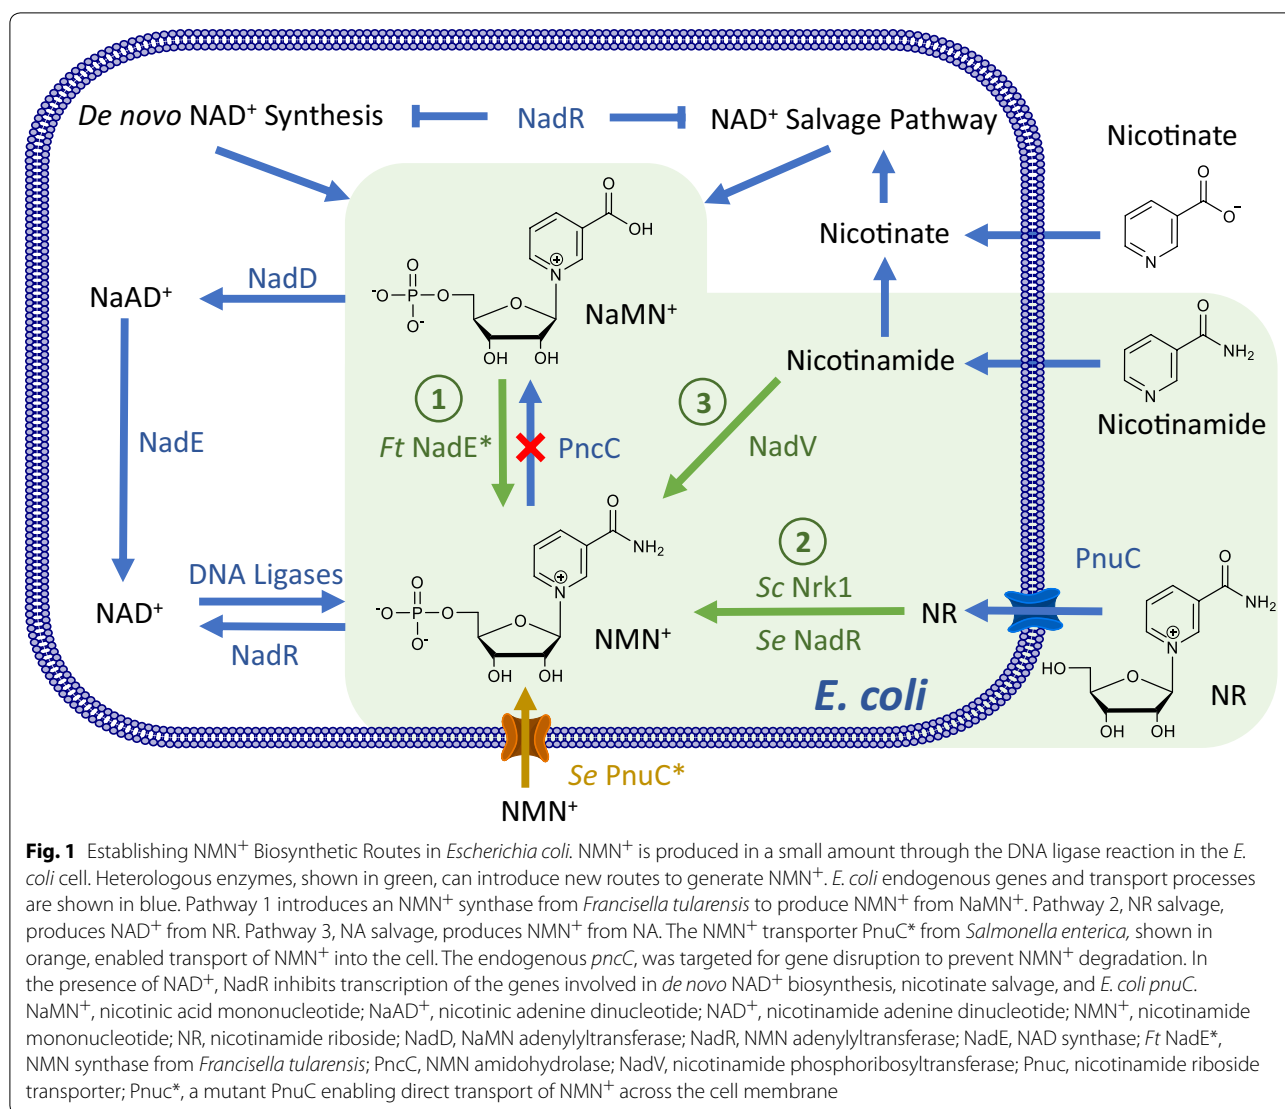 De novo NAD+ Synthesis
NadR
NAD+ Salvage Pathway
Nicotinate
O
O-
N
Nicotinate
O
OH
N
+
NadD
NaAD+
O
-O P O
O-
O
OH OH
NaMN+
Nicotinamide
O
NH2
N
Nicotinamide
1
3
Ft NadE*
PncC
NadV
NadE
O
NH2
N
+
2
Sc Nrk1
Se NadR
NR
PnuC
O
NH2
N
+
HO
O
OH OH
NR
DNA Ligases
NAD+
NadR
O
-O P O
O-
O
OH OH
NMN+
E. coli
Se PnuC*
NMN+
Fig. 1 Establishing NMN+ Biosynthetic Routes in Escherichia coli. NMN+ is produced in a small amount through the DNA ligase reaction in the E.
coli cell. Heterologous enzymes, shown in green, can introduce new routes to generate NMN+. E. coli endogenous genes and transport processes
are shown in blue. Pathway 1 introduces an NMN+ synthase from Francisella tularensis to produce NMN+ from NaMN+. Pathway 2, NR salvage,
produces NAD+ from NR. Pathway 3, NA salvage, produces NMN+ from NA. The NMN+ transporter PnuC* from Salmonella enterica, shown in
orange, enabled transport of NMN+ into the cell. The endogenous pncC, was targeted for gene disruption to prevent NMN+ degradation. In
the presence of NAD+, NadR inhibits transcription of the genes involved in de novo NAD+ biosynthesis, nicotinate salvage, and E. coli pnuC.
NaMN+, nicotinic acid mononucleotide; NaAD+, nicotinic adenine dinucleotide; NAD+, nicotinamide adenine dinucleotide; NMN+, nicotinamide
mononucleotide; NR, nicotinamide riboside; NadD, NaMN adenylyltransferase; NadR, NMN adenylyltransferase; NadE, NAD synthase; Ft NadE*,
NMN synthase from Francisella tularensis; PncC, NMN amidohydrolase; NadV, nicotinamide phosphoribosyltransferase; Pnuc, nicotinamide riboside
transporter; Pnuc*, a mutant PnuC enabling direct transport of NMN+ across the cell membrane